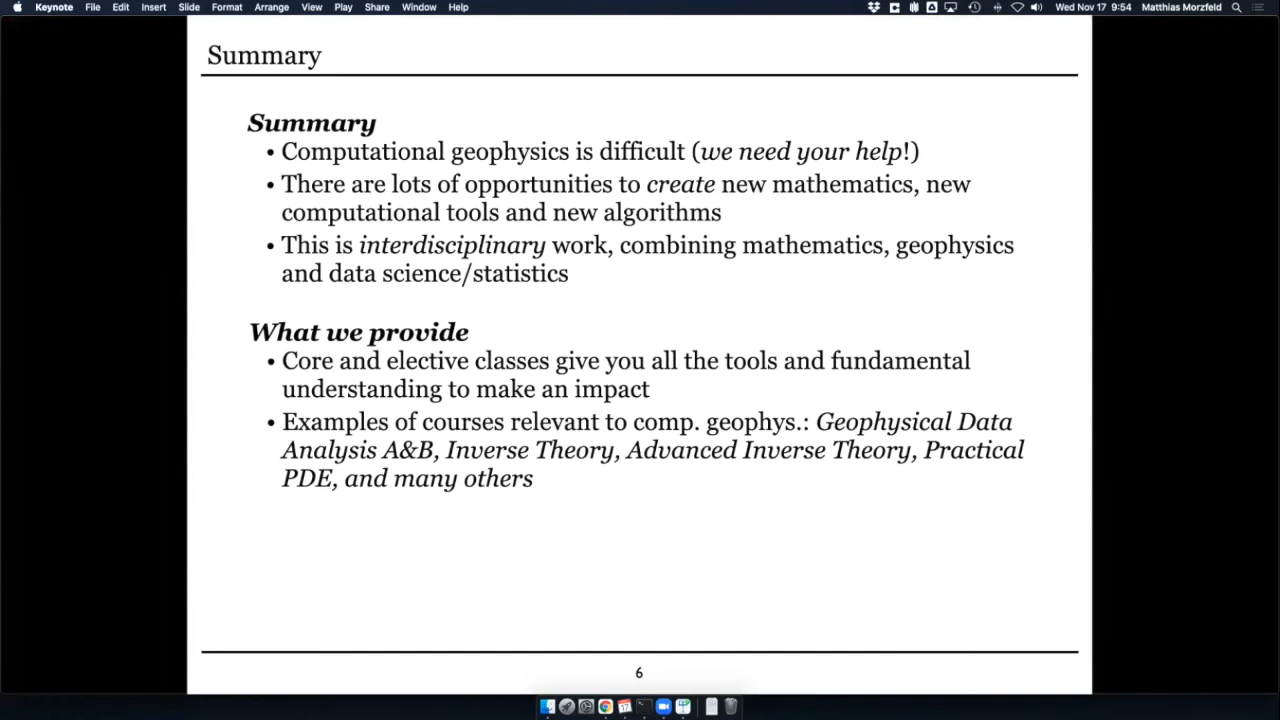 Keynote File Edit Insert Slide Format Arrange View Play Share Window Help Wed Nov 17 9:54 Matthias Morzfeld
Summary
Summary
• Computational geophysics is difficult (we need your help!)
• There are lots of opportunities to create new mathematics, new
computational tools and new algorithms
• This is interdisciplinary work, combining mathematics, geophysics
and data science/statistics
What we provide
• Core and elective classes give you all the tools and fundamental
understanding to make an impact
• Examples of courses relevant to comp. geophys.: Geophysical Data
Analysis A&B, Inverse Theory, Advanced Inverse Theory, Practical
PDE, and many others
6
17